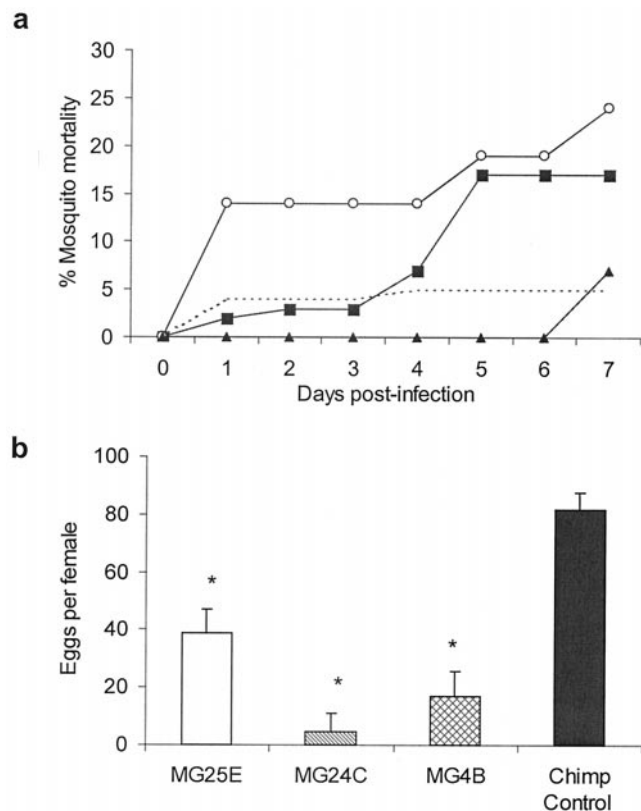 a
30
25
20
15
10
5
0
% Mosquito mortality
0 1 2 3 4 5 6 7
Days post-infection
b
100
80
60
40
20
0
Eggs per female
* * *
MG25E MG24C MG4B Chimp
Control